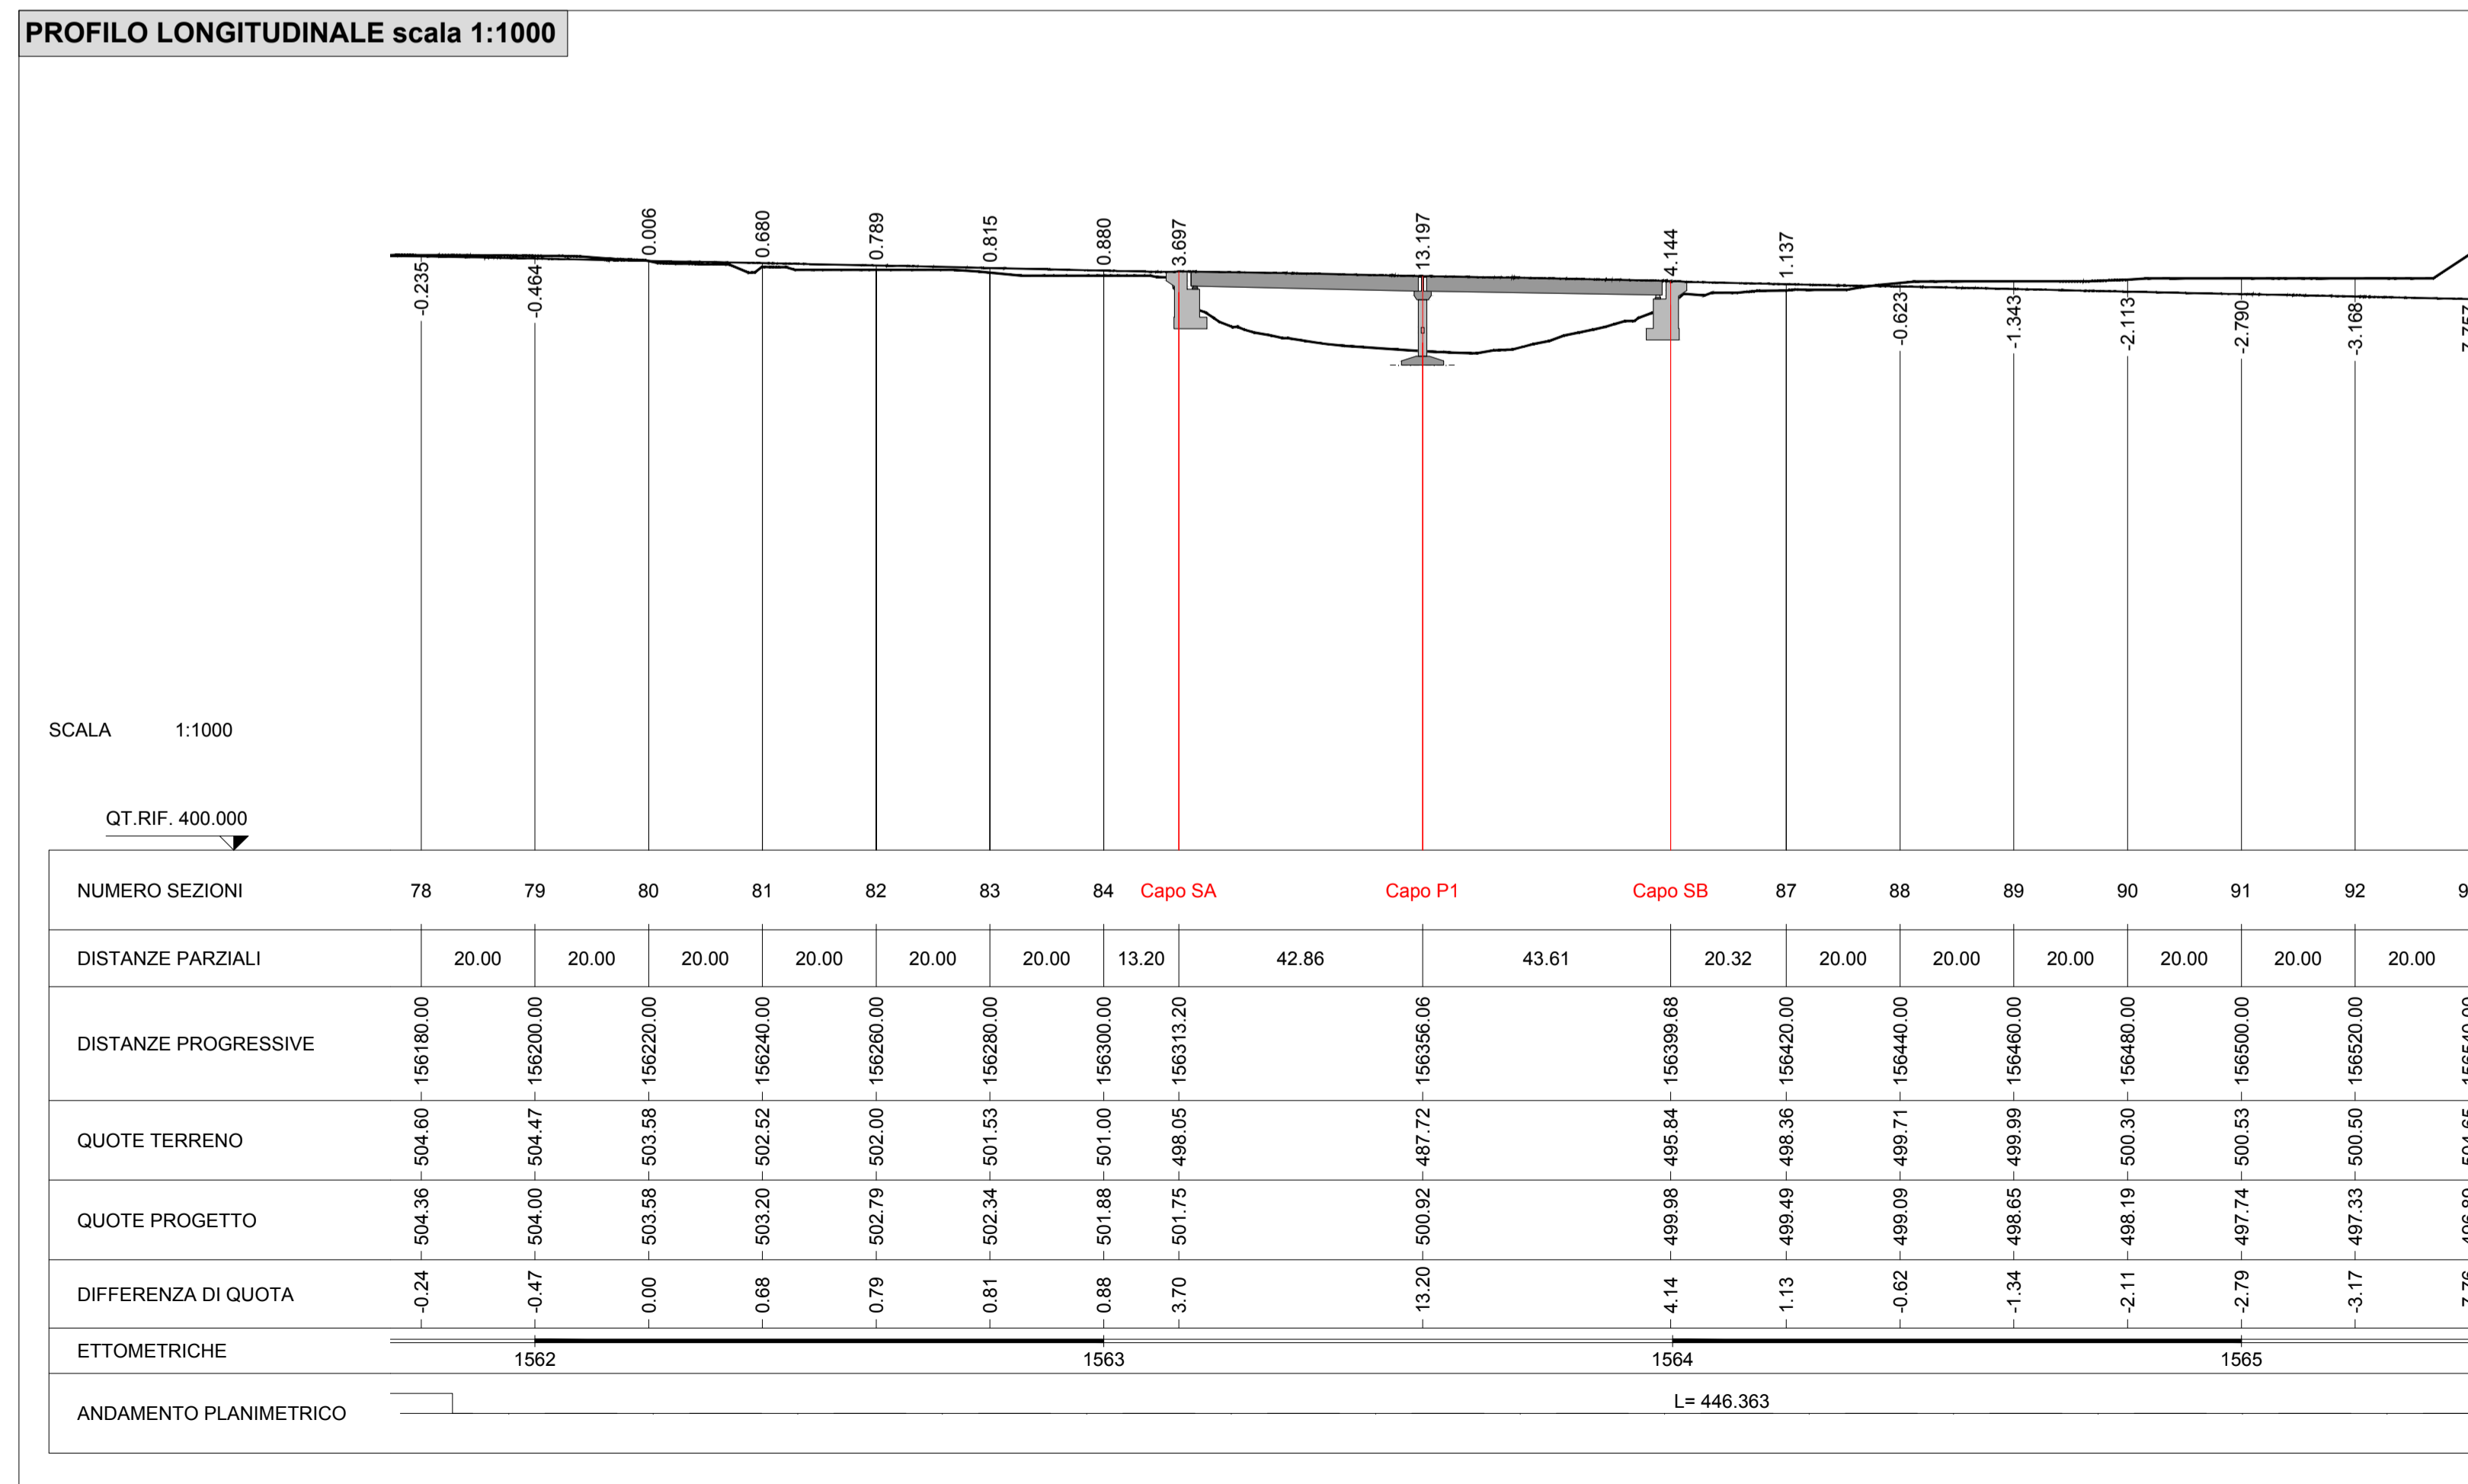 PROFILO LONGITUDINALE scala 1:1000
-0.235 -0.464 0.006 0.680 0.789 0.815 0.880 3.697 13.197 4.144 1.137 -0.623 -1.343 -2.113 -2.790 -3.168
SCALA 1:1000
QT.RIF. 400.000
NUMERO SEZIONI 78 79 80 81 82 83 84 Capo SA Capo P1 Capo SB 87 88 89 90 91 92 9
DISTANZE PARZIALI 20.00 20.00 20.00 20.00 20.00 20.00 13.20 42.86 43.61 20.32 20.00 20.00 20.00 20.00 20.00 20.00
DISTANZE PROGRESSIVE 156180.00 156200.00 156220.00 156240.00 156260.00 156280.00 156300.00 156313.20 156356.06 156399.68 156420.00 156440.00 156460.00 156480.00 156500.00 156520.00
QUOTE TERRENO 504.60 504.47 503.58 502.52 502.00 501.53 501.00 498.05 487.72 495.84 498.36 499.71 499.99 500.30 500.53 500.50
QUOTE PROGETTO 504.36 504.00 503.58 503.20 502.79 502.34 501.88 501.75 500.92 499.98 499.49 499.09 498.65 498.19 497.74 497.33
DIFFERENZA DI QUOTA -0.24 -0.47 0.00 0.68 0.79 0.81 0.88 3.70 13.20 4.14 1.13 -0.62 -1.34 -2.11 -2.79 -3.17
ETTOMETRICHE 1562 1563 1564 1565
ANDAMENTO PLANIMETRICO L= 446.363